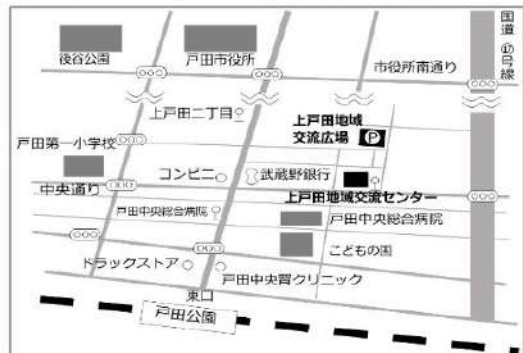 国道⑰号線
後谷公園
戸田市役所
市役所南通り
上戸田二丁目
上戸田地域
交流広場
P
戸田第一小学校
コンビニ
武蔵野銀行
中央通り
上戸田地域交流センター
戸田中央総合病院
戸田中央総合病院
こどもの国
ドラックストア
戸田中央腎クリニック
東口
戸田公園